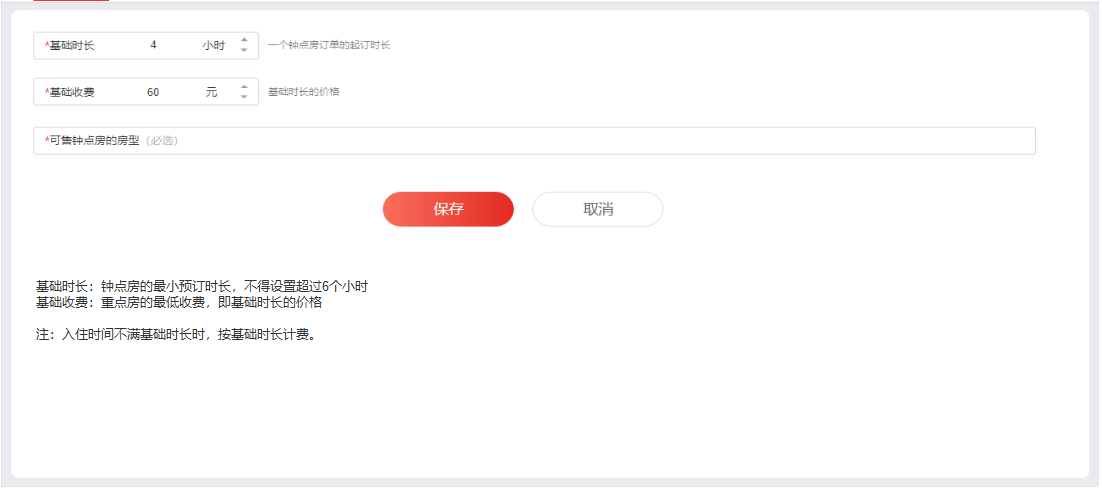 *基础时长 4 小时 一个钟点房订单的起订时长
*基础收费 60 元 基础时长的价格
*可售钟点房的房型（必选）
保存 取消
基础时长：钟点房的最小预订时长，不得设置超过6个小时
基础收费：重点房的最低收费，即基础时长的价格
注：入住时间不满基础时长时，按基础时长计费。